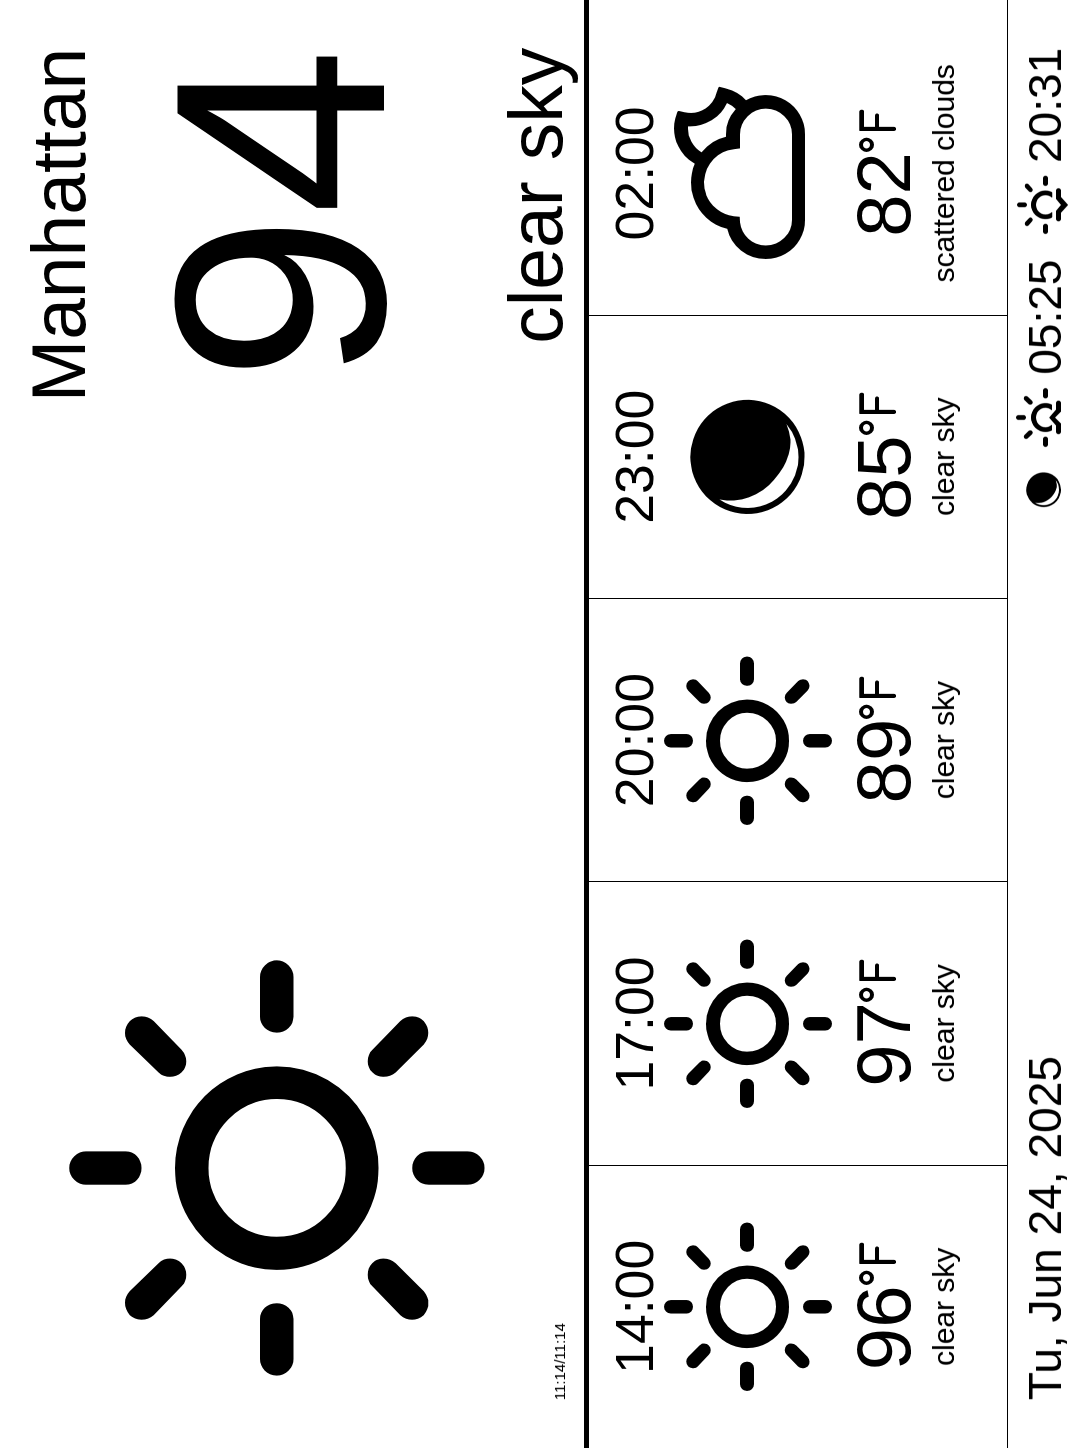 Manhattan
94
clear sky
11:14/11:14
14:00
96°F
clear sky
17:00
97°F
clear sky
20:00
89°F
clear sky
23:00
85°F
clear sky
02:00
82°F
scattered clouds
Tu, Jun 24, 2025
05:25 20:31